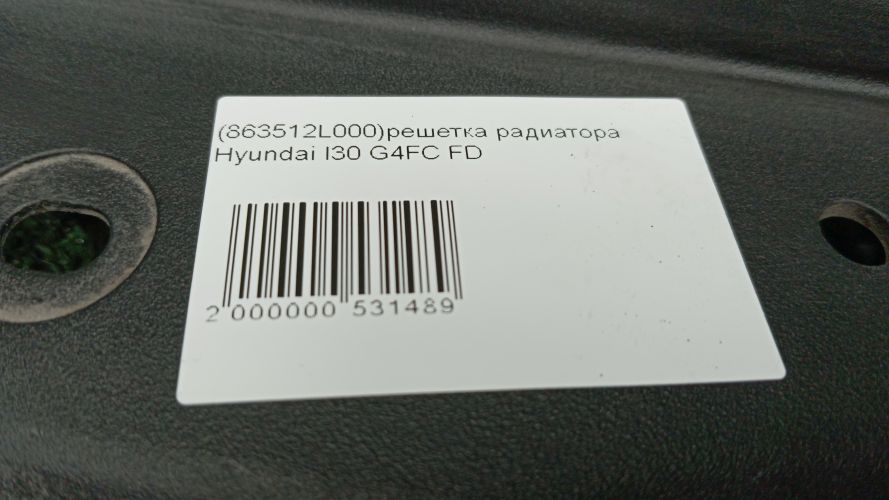 (863512L000)решетка радиатора
Hyundai I30 G4FC FD
2 000000 531489